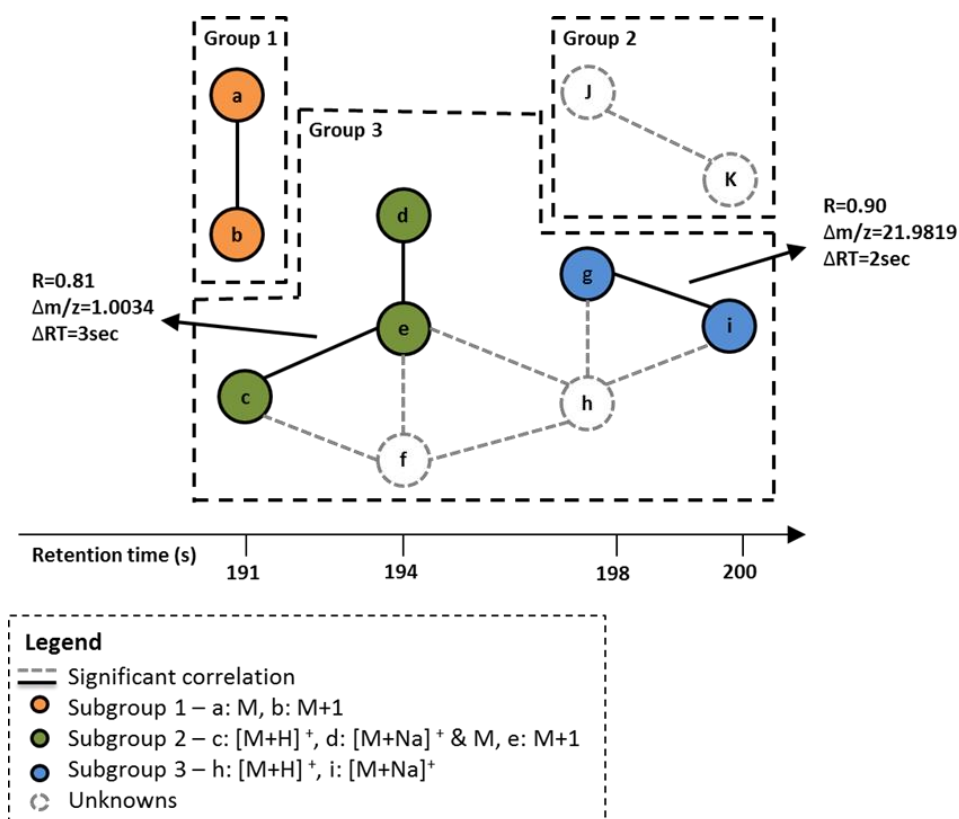 Group 1
Group 2
a
J
Group 3
K
d
b
R=0.90
Δm/z=21.9819
ΔRT=2sec
g
R=0.81
Δm/z=1.0034
ΔRT=3sec
e
i
c
h
f
Retention time (s)
191
194
198
200
Legend
Significant correlation
Subgroup 1 – a: M, b: M+1
Subgroup 2 – c: [M+H] +, d: [M+Na] + & M, e: M+1
Subgroup 3 – h: [M+H] +, i: [M+Na]+
Unknowns